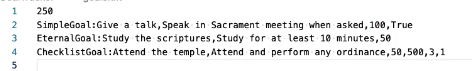 1 250
2 SimpleGoal:Give a talk,Speak in Sacrament meeting when asked,100,True
3 EternalGoal:Study the scriptures,Study for at least 10 minutes,50
4 ChecklistGoal:Attend the temple,Attend and perform any ordinance,50,500,3,1
5